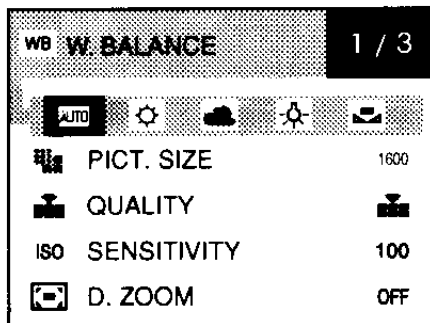 WB W. BALANCE 1 / 3
AUTO
PICT. SIZE 1600
QUALITY
ISO SENSITIVITY 100
D. ZOOM OFF